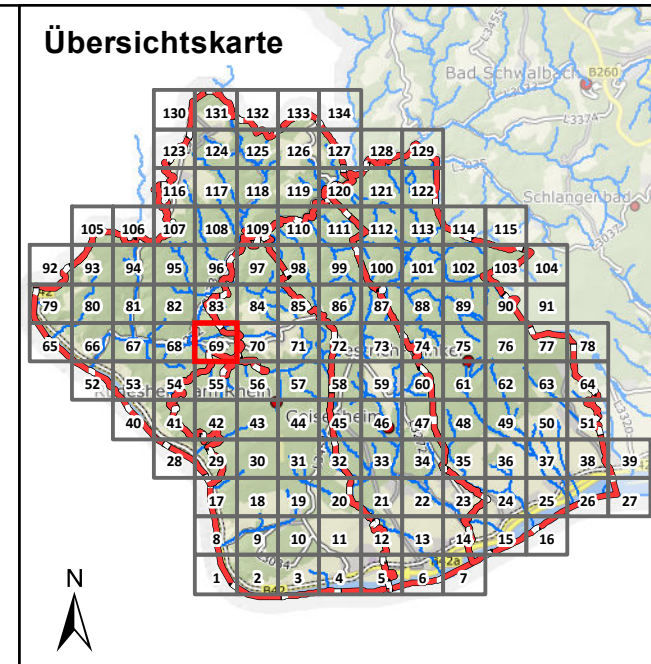 Übersichtskarte
L3455
Bad Schwalbach
B260
L3374
L3035
Schlangenbad
L3037
130 131 132 133 134
123 124 125 126 127 128 129
116 117 118 119 120 121 122
105 106 107 108 109 110 111 112 113 114 115
92 93 94 95 96 97 98 99 100 101 102 103 104
79 80 81 82 83 84 85 86 87 88 89 90 91
65 66 67 68 69 70 71 72 73 74 75 76 77 78
52 53 54 55 56 57 58 59 60 61 62 63 64
Geisenheim
L3320
40 41 42 43 44 45 46 47 48 49 50 51
28 29 30 31 32 33 34 35 36 37 38 39
17 18 19 20 21 22 23 24 25 26 27
8 9 10 11 12 13 14 15 16
L3034
B42a
1 2 3 4 5 6 7
B42
N